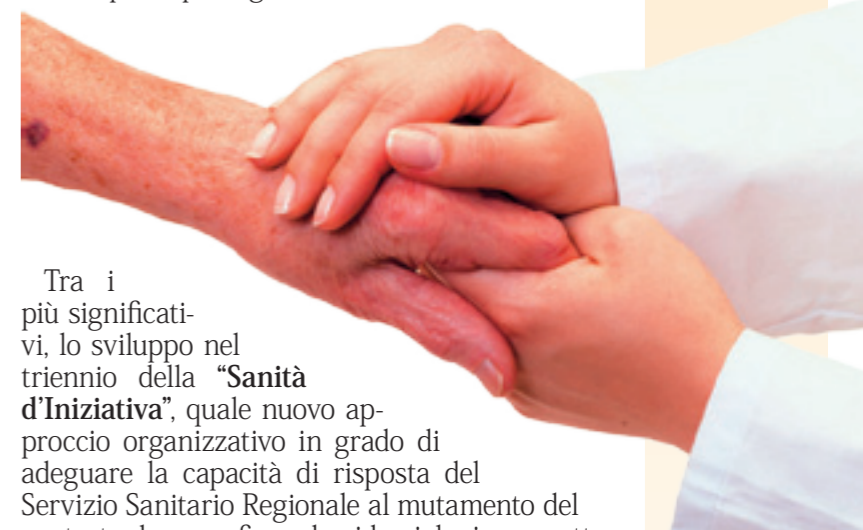 Tra i
più significati-
vi, lo sviluppo nel
triennio della “Sanità
d’Iniziativa”, quale nuovo ap-
proccio organizzativo in grado di
adeguare la capacità di risposta del
Servizio Sanitario Regionale al mutamento del